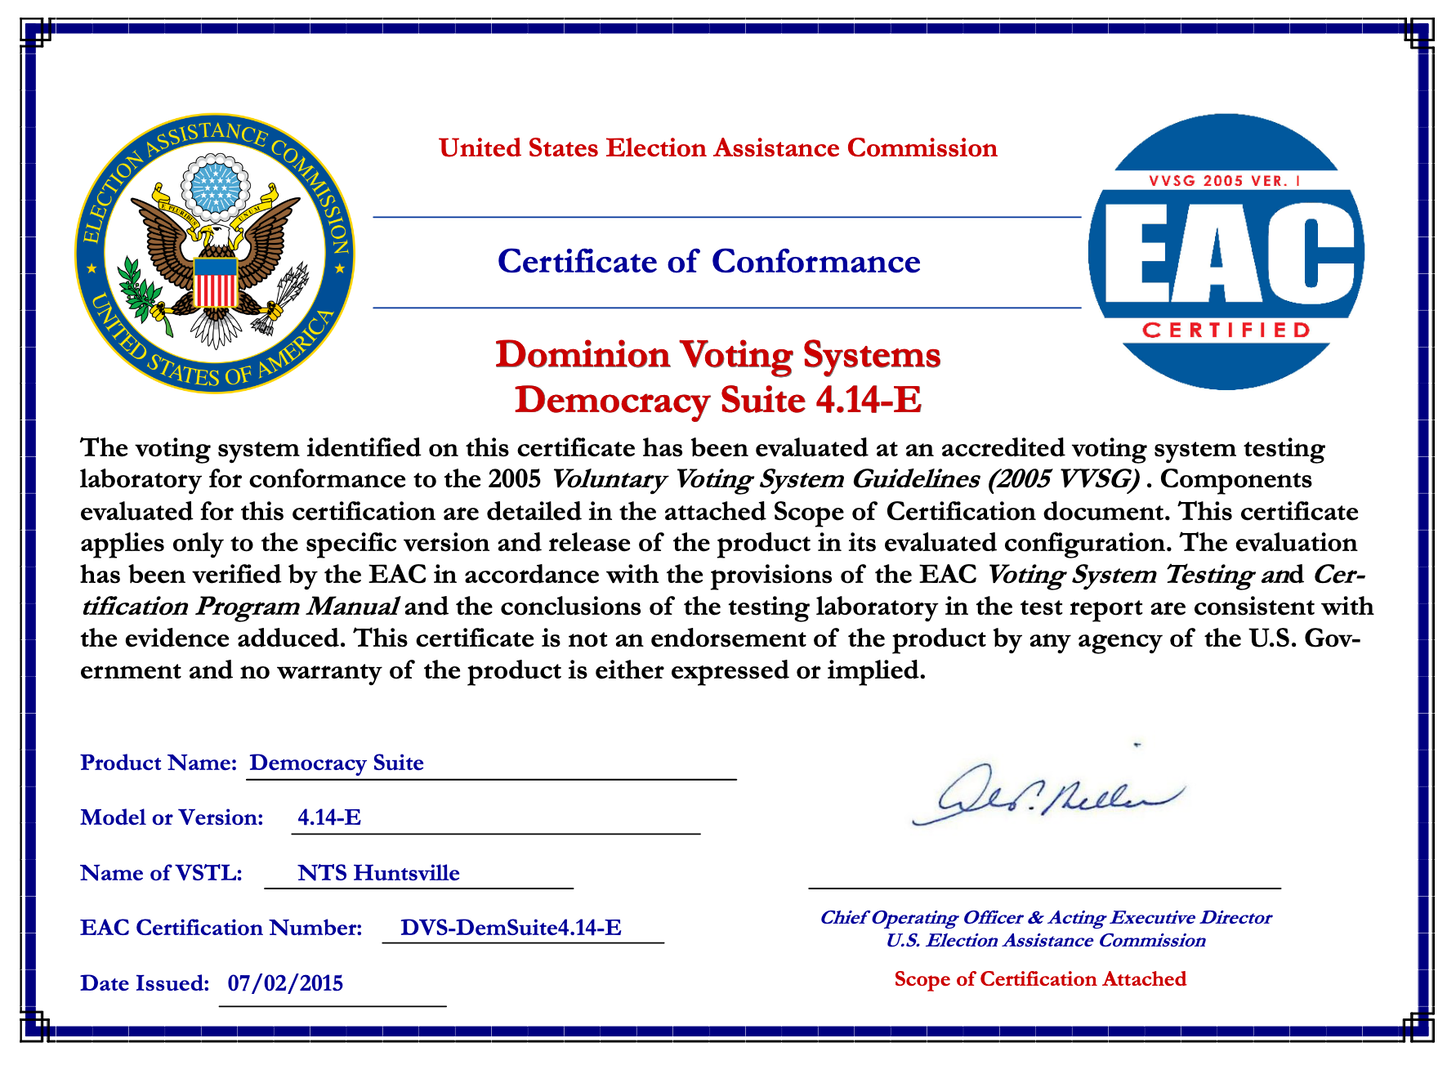 ELECTION ASSISTANCE COMMISSION
★ ★
UNITED STATES OF AMERICA
E PLURIBUS UNUM
United States Election Assistance Commission
VVSG 2005 VER. I
EAC
CERTIFIED
Certificate of Conformance
Dominion Voting Systems
Democracy Suite 4.14-E
The voting system identified on this certificate has been evaluated at an accredited voting system testing
laboratory for conformance to the 2005 Voluntary Voting System Guidelines (2005 VVSG) . Components
evaluated for this certification are detailed in the attached Scope of Certification document. This certificate
applies only to the specific version and release of the product in its evaluated configuration. The evaluation
has been verified by the EAC in accordance with the provisions of the EAC Voting System Testing and Cer-
tification Program Manual and the conclusions of the testing laboratory in the test report are consistent with
the evidence adduced. This certificate is not an endorsement of the product by any agency of the U.S. Gov-
ernment and no warranty of the product is either expressed or implied.
Product Name: Democracy Suite
Model or Version: 4.14-E
Name of VSTL: NTS Huntsville
EAC Certification Number: DVS-DemSuite4.14-E
Date Issued: 07/02/2015
Chief Operating Officer & Acting Executive Director
U.S. Election Assistance Commission
Scope of Certification Attached